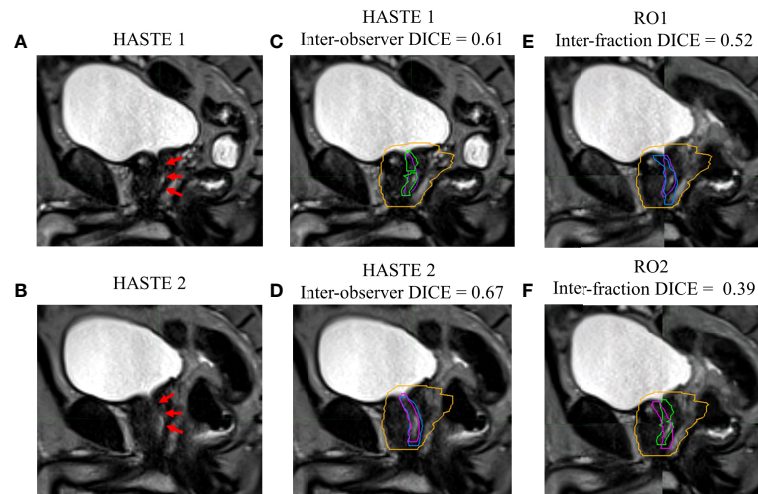 A
HASTE 1
C
HASTE 1
Inter-observer DICE = 0.61
E
RO1
Inter-fraction DICE = 0.52
B
HASTE 2
D
HASTE 2
Inter-observer DICE = 0.67
F
RO2
Inter-fraction DICE = 0.39